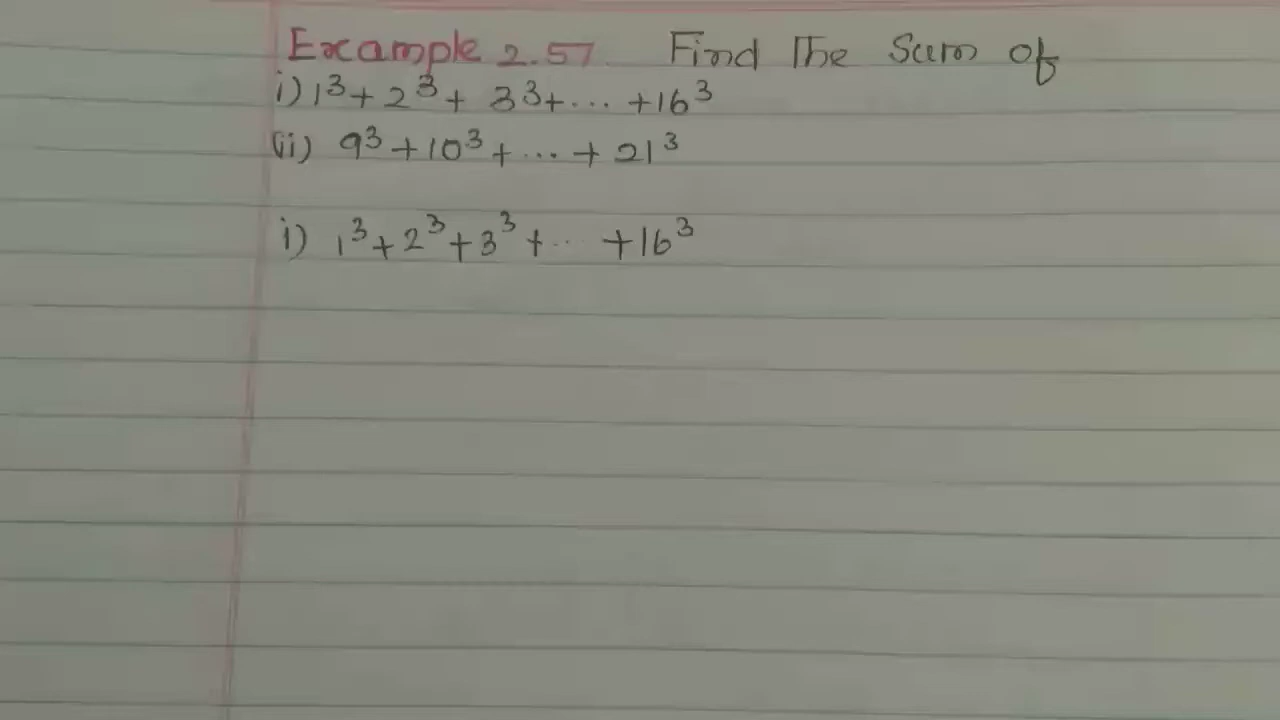 Example 2.57. Find The Sum of
i) 1³ + 2³ + 3³ + ... + 16³
(ii) 9³ + 10³ + ... + 21³
i) 1³ + 2³ + 3³ + ... + 16³